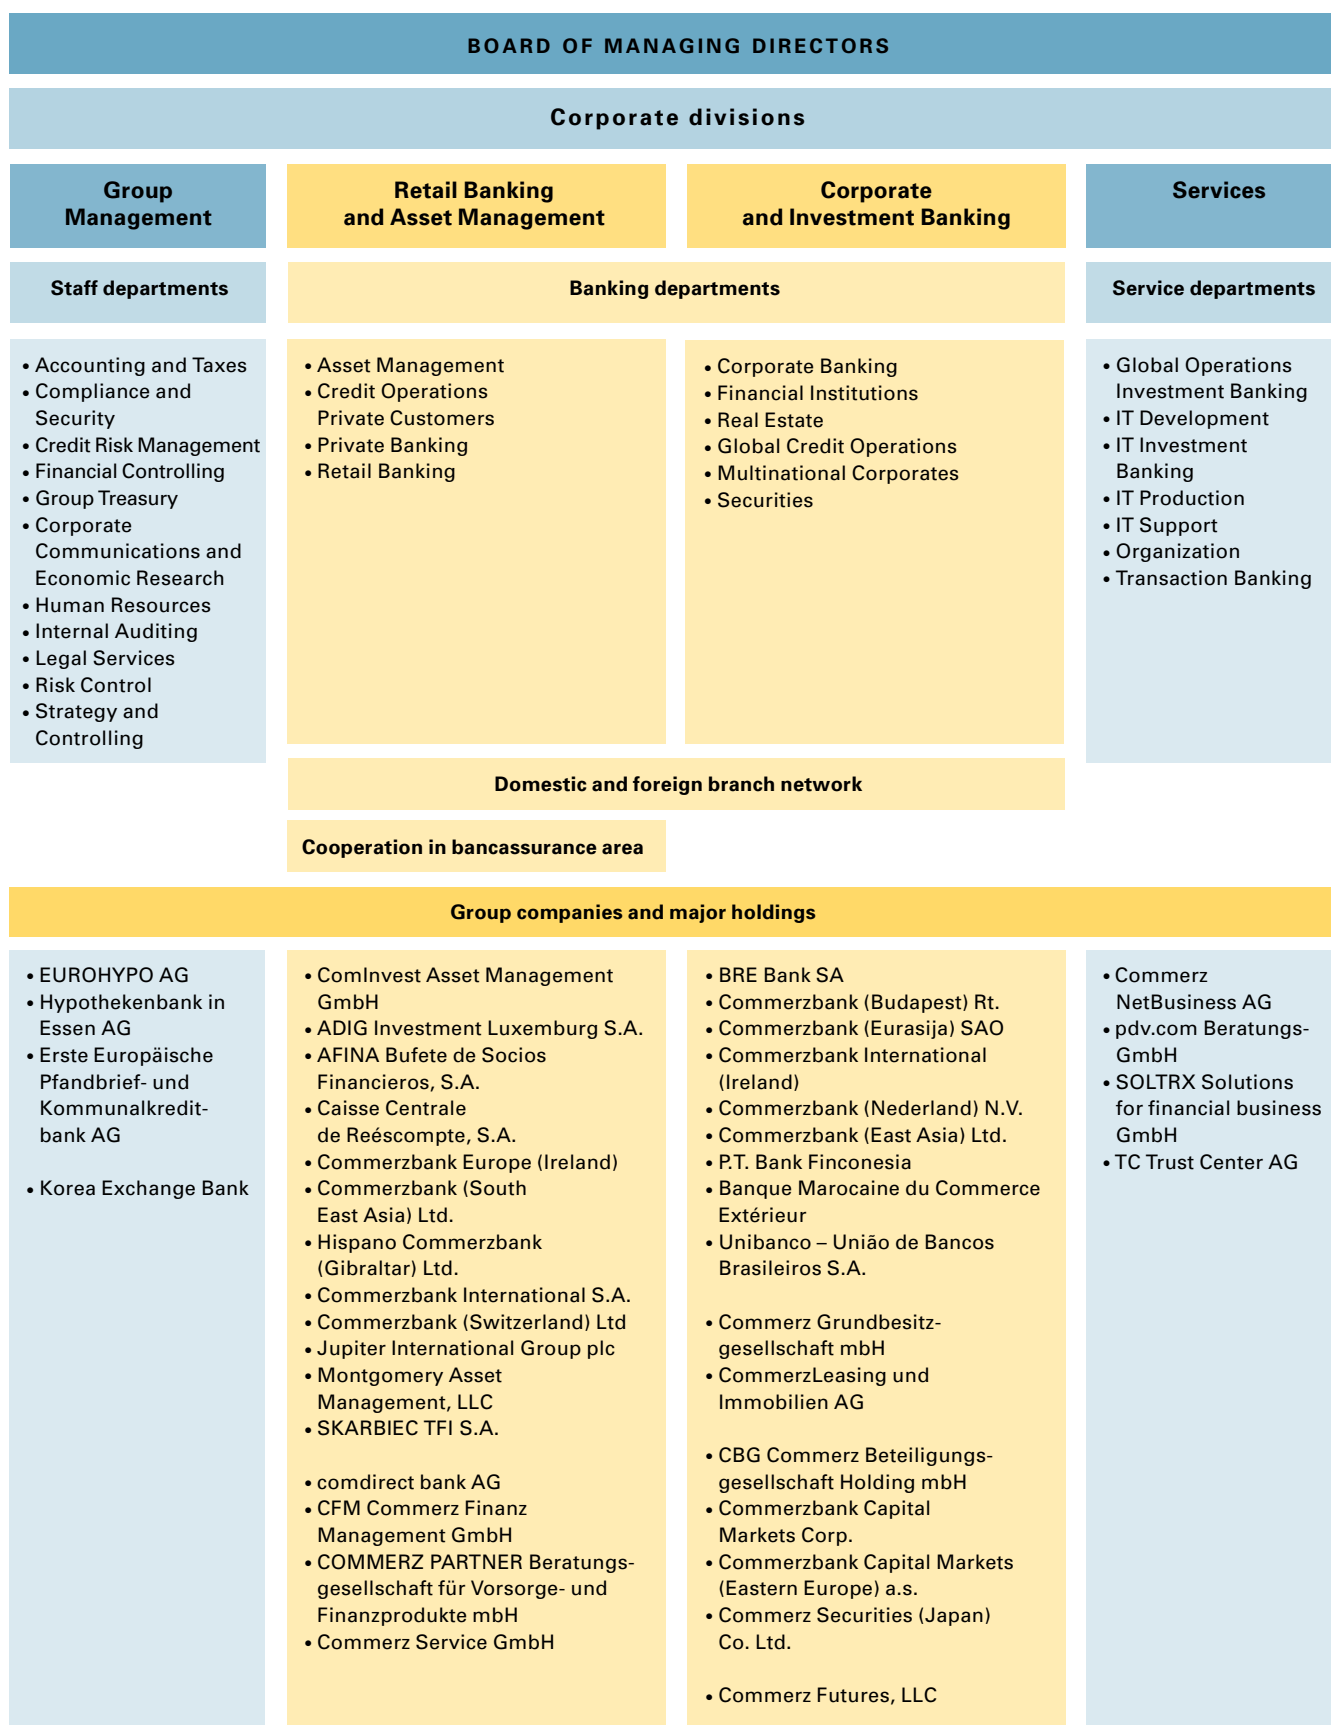 BOARD OF MANAGING DIRECTORS
Corporate divisions
Group
Management
Retail Banking
and Asset Management
Corporate
and Investment Banking
Services
Staff departments
Banking departments
Service departments
• Accounting and Taxes
• Compliance and
Security
• Credit Risk Management
• Financial Controlling
• Group Treasury
• Corporate
Communications and
Economic Research
• Human Resources
• Internal Auditing
• Legal Services
• Risk Control
• Strategy and
Controlling
• Asset Management
• Credit Operations
Private Customers
• Private Banking
• Retail Banking
• Corporate Banking
• Financial Institutions
• Real Estate
• Global Credit Operations
• Multinational Corporates
• Securities
• Global Operations
Investment Banking
• IT Development
• IT Investment
Banking
• IT Production
• IT Support
• Organization
• Transaction Banking
Domestic and foreign branch network
Cooperation in bancassurance area
Group companies and major holdings
• EUROHYPO AG
• Hypothekenbank in
Essen AG
• Erste Europäische
Pfandbrief- und
Kommunalkredit-
bank AG
• Korea Exchange Bank
• ComInvest Asset Management
GmbH
• ADIG Investment Luxemburg S.A.
• AFINA Bufete de Socios
Financieros, S.A.
• Caisse Centrale
de Reéscompte, S.A.
• Commerzbank Europe (Ireland)
• Commerzbank (South
East Asia) Ltd.
• Hispano Commerzbank
(Gibraltar) Ltd.
• Commerzbank International S.A.
• Commerzbank (Switzerland) Ltd
• Jupiter International Group plc
• Montgomery Asset
Management, LLC
• SKARBIEC TFI S.A.
• comdirect bank AG
• CFM Commerz Finanz
Management GmbH
• COMMERZ PARTNER Beratungs-
gesellschaft für Vorsorge- und
Finanzprodukte mbH
• Commerz Service GmbH
• BRE Bank SA
• Commerzbank (Budapest) Rt.
• Commerzbank (Eurasija) SAO
• Commerzbank International
(Ireland)
• Commerzbank (Nederland) N.V.
• Commerzbank (East Asia) Ltd.
• P.T. Bank Finconesia
• Banque Marocaine du Commerce
Extérieur
• Unibanco – União de Bancos
Brasileiros S.A.
• Commerz Grundbesitz-
gesellschaft mbH
• CommerzLeasing und
Immobilien AG
• CBG Commerz Beteiligungs-
gesellschaft Holding mbH
• Commerzbank Capital
Markets Corp.
• Commerzbank Capital Markets
(Eastern Europe) a.s.
• Commerz Securities (Japan)
Co. Ltd.
• Commerz Futures, LLC
• Commerz
NetBusiness AG
• pdv.com Beratungs-
GmbH
• SOLTRX Solutions
for financial business
GmbH
• TC Trust Center AG